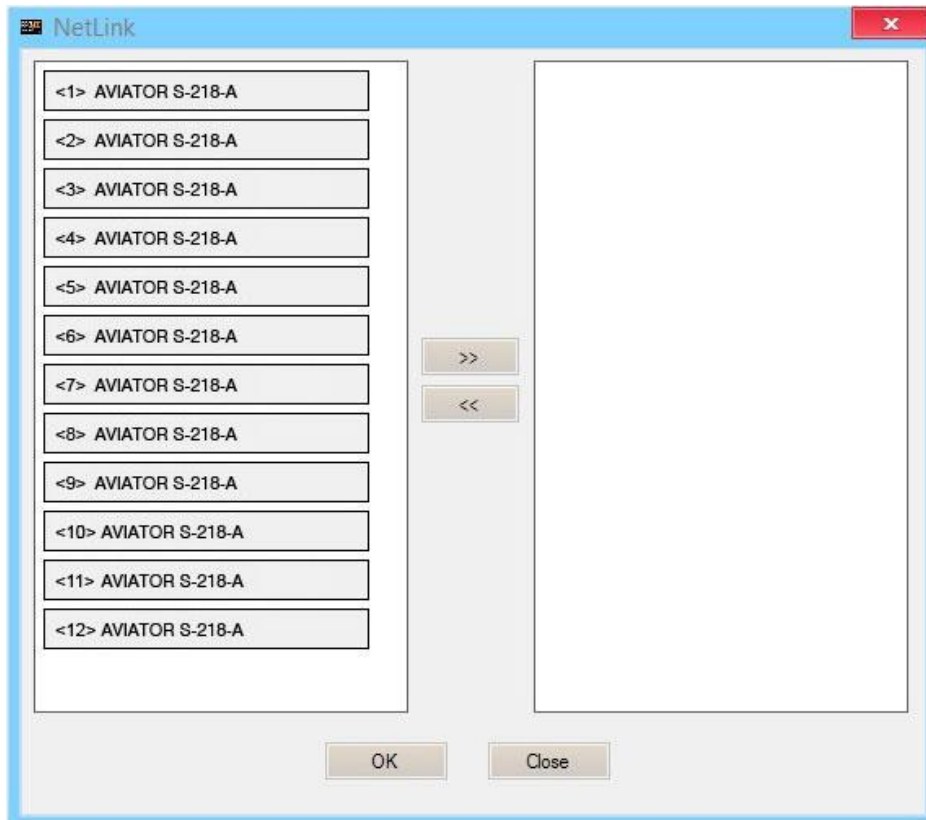 NetLink
<1> AVIATOR S-218-A
<2> AVIATOR S-218-A
<3> AVIATOR S-218-A
<4> AVIATOR S-218-A
<5> AVIATOR S-218-A
<6> AVIATOR S-218-A
<7> AVIATOR S-218-A
<8> AVIATOR S-218-A
<9> AVIATOR S-218-A
<10> AVIATOR S-218-A
<11> AVIATOR S-218-A
<12> AVIATOR S-218-A
>>
<<
OK
Close